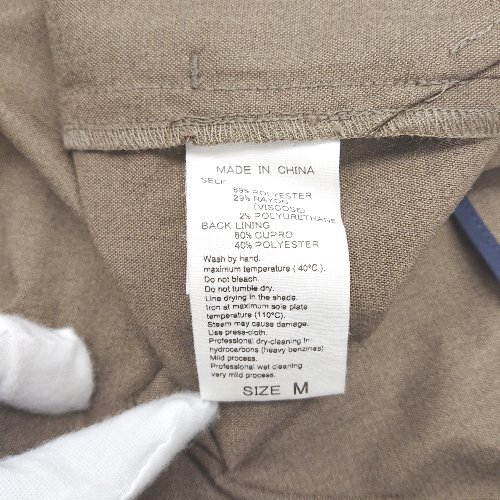 MADE IN CHINA
SELF
69% POLYESTER
29% RAYON
(VISCOSE)
2% POLYURETHANE
BACK LINING
60% CUPRO
40% POLYESTER
Wash by hand.
maximum temperature ( 40°C ).
Do not bleach.
Do not tumble dry.
Line drying in the shade.
Iron at maximum sole plate
temperature (110°C).
Steam may cause damage.
Use press-cloth.
Professional dry-cleaning in
hydrocarbons (heavy benzines)
Mild process.
Professional wet cleaning
very mild process.
SIZE M